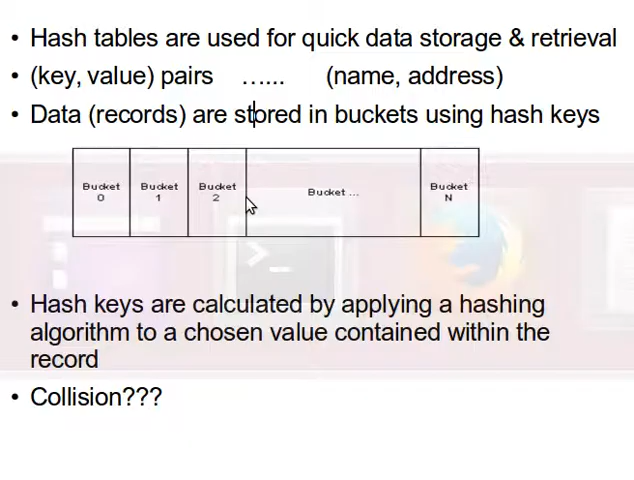 • Hash tables are used for quick data storage & retrieval
• (key, value) pairs …... (name, address)
• Data (records) are stored in buckets using hash keys
Bucket 0 Bucket 1 Bucket 2 Bucket ... Bucket N
• Hash keys are calculated by applying a hashing
algorithm to a chosen value contained within the
record
• Collision???